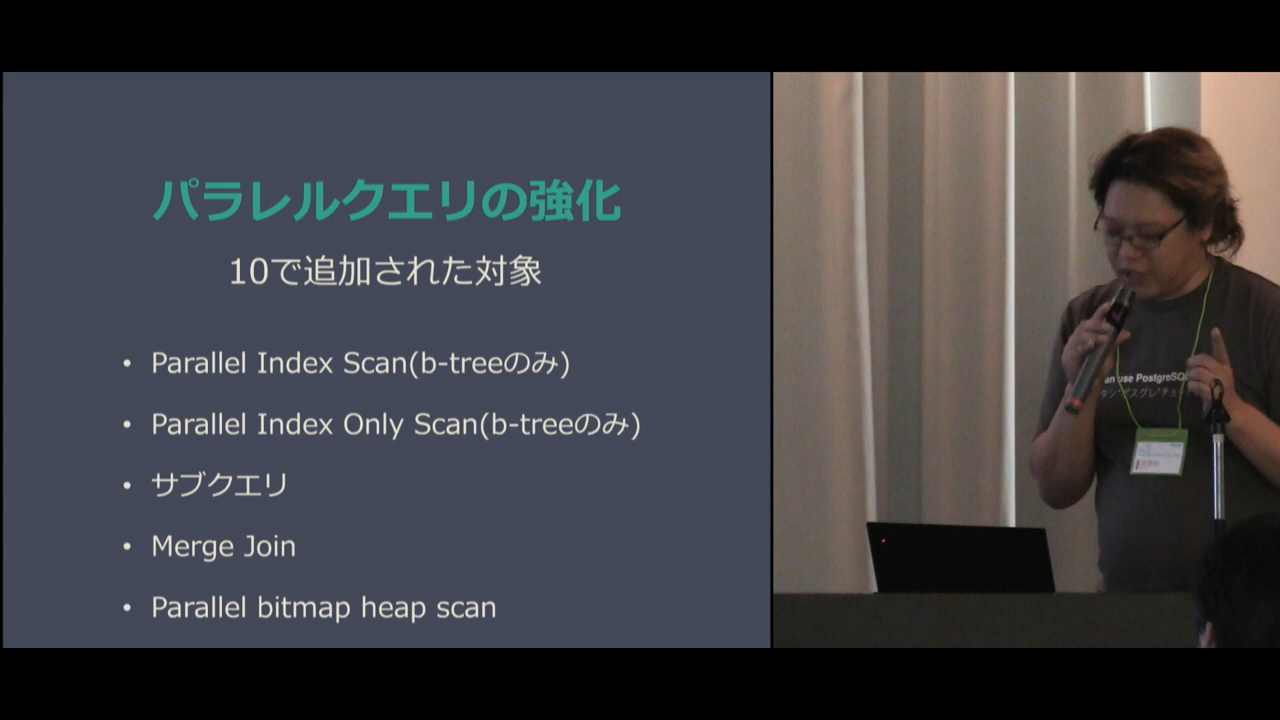 パラレルクエリの強化
10で追加された対象
• Parallel Index Scan(b-treeのみ)
• Parallel Index Only Scan(b-treeのみ)
• サブクエリ
• Merge Join
• Parallel bitmap heap scan
use PostgreSQL